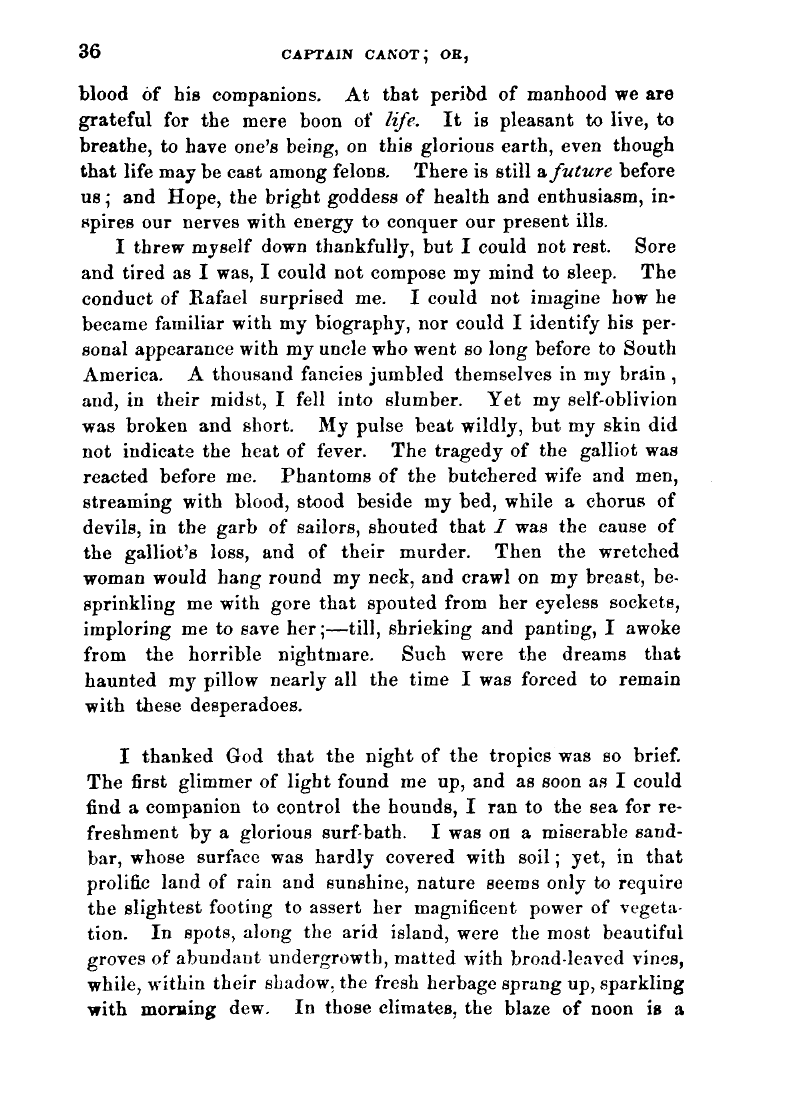 36 CAPTAIN CANOT; OR,
blood of his companions. At that period of manhood we are
grateful for the mere boon of life. It is pleasant to live, to
breathe, to have one's being, on this glorious earth, even though
that life may be cast among felons. There is still a future before
us; and Hope, the bright goddess of health and enthusiasm, in-
spires our nerves with energy to conquer our present ills.
I threw myself down thankfully, but I could not rest. Sore
and tired as I was, I could not compose my mind to sleep. The
conduct of Rafael surprised me. I could not imagine how he
became familiar with my biography, nor could I identify his per-
sonal appearance with my uncle who went so long before to South
America. A thousand fancies jumbled themselves in my brain,
and, in their midst, I fell into slumber. Yet my self-oblivion
was broken and short. My pulse beat wildly, but my skin did
not indicate the heat of fever. The tragedy of the galliot was
reacted before me. Phantoms of the butchered wife and men,
streaming with blood, stood beside my bed, while a chorus of
devils, in the garb of sailors, shouted that I was the cause of
the galliot's loss, and of their murder. Then the wretched
woman would hang round my neck, and crawl on my breast, be-
sprinkling me with gore that spouted from her eyeless sockets,
imploring me to save her;—till, shrieking and panting, I awoke
from the horrible nightmare. Such were the dreams that
haunted my pillow nearly all the time I was forced to remain
with these desperadoes.
I thanked God that the night of the tropics was so brief.
The first glimmer of light found me up, and as soon as I could
find a companion to control the hounds, I ran to the sea for re-
freshment by a glorious surf-bath. I was on a miserable sand-
bar, whose surface was hardly covered with soil; yet, in that
prolific land of rain and sunshine, nature seems only to require
the slightest footing to assert her magnificent power of vegeta-
tion. In spots, along the arid island, were the most beautiful
groves of abundant undergrowth, matted with broad-leaved vines,
while, within their shadow, the fresh herbage sprang up, sparkling
with morning dew. In those climates, the blaze of noon is a